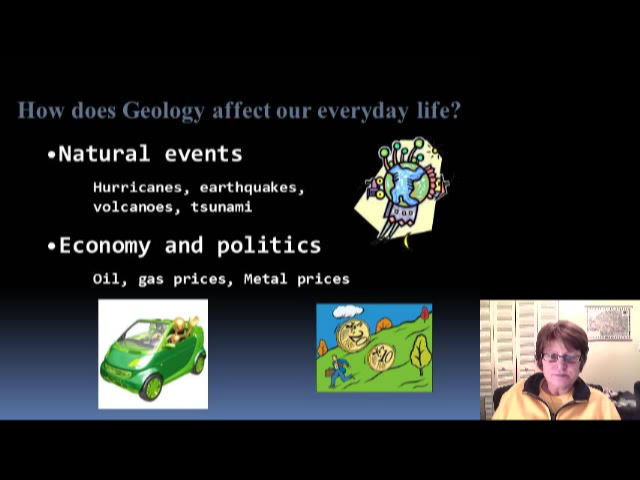 How does Geology affect our everyday life?
•Natural events
Hurricanes, earthquakes,
volcanoes, tsunami
•Economy and politics
Oil, gas prices, Metal prices